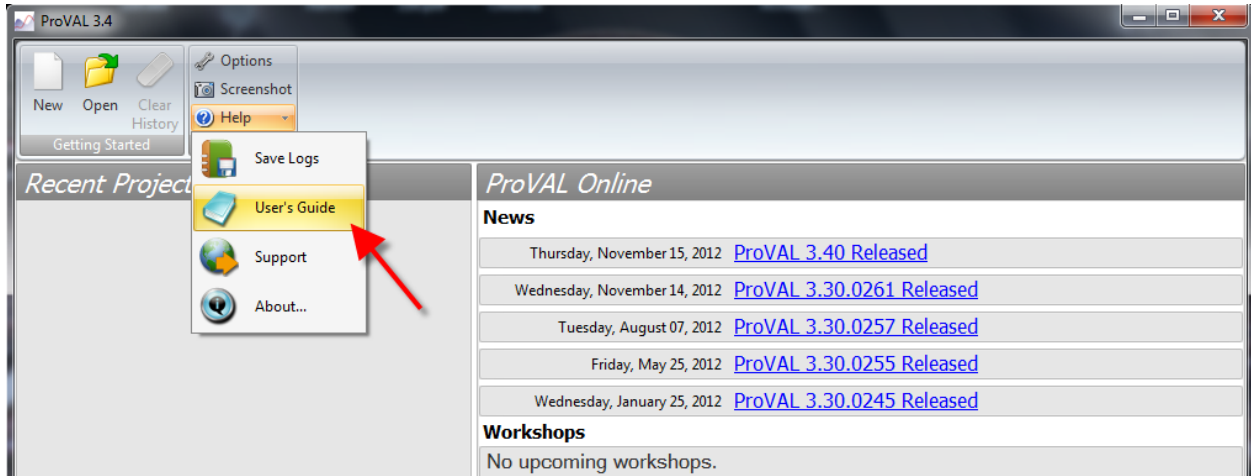 ProVAL 3.4
Options
Screenshot
New Open Clear History
Help
Getting Started
Save Logs
User's Guide
Support
About...
Recent Project
ProVAL Online
News
Thursday, November 15, 2012 ProVAL 3.40 Released
Wednesday, November 14, 2012 ProVAL 3.30.0261 Released
Tuesday, August 07, 2012 ProVAL 3.30.0257 Released
Friday, May 25, 2012 ProVAL 3.30.0255 Released
Wednesday, January 25, 2012 ProVAL 3.30.0245 Released
Workshops
No upcoming workshops.